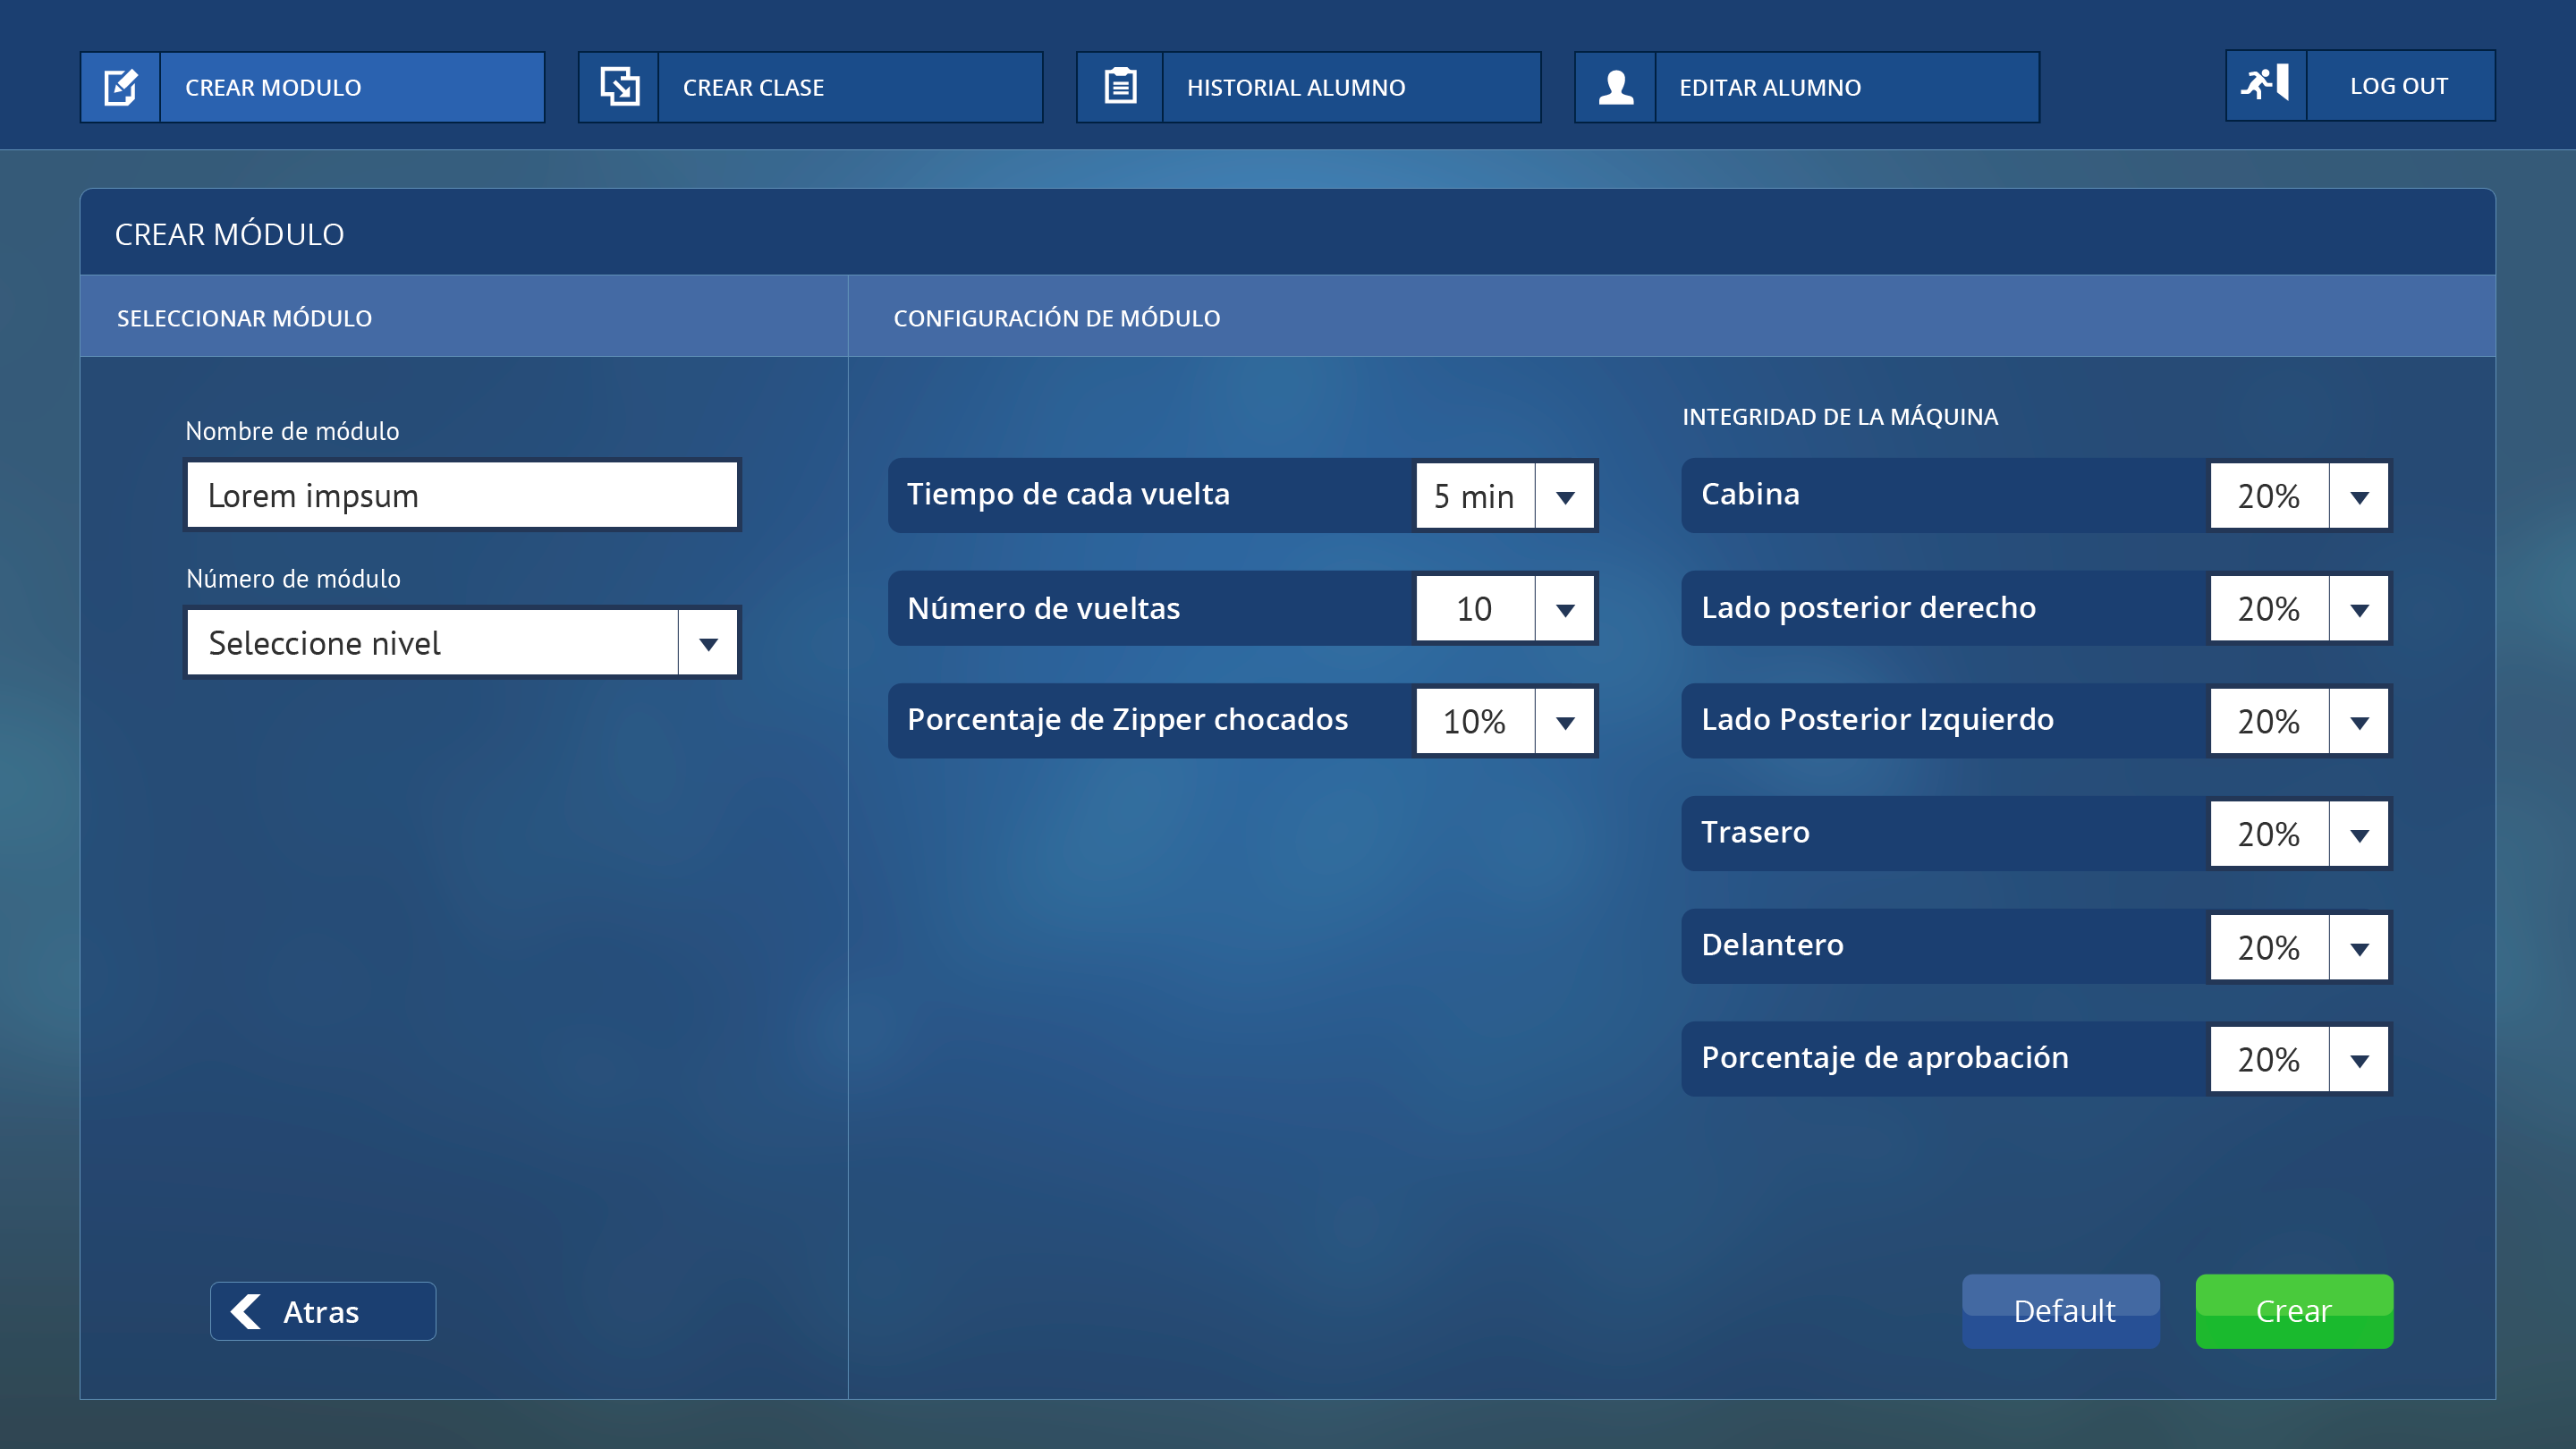 CREAR MODULO
CREAR CLASE
HISTORIAL ALUMNO
EDITAR ALUMNO
LOG OUT
CREAR MÓDULO
SELECCIONAR MÓDULO
CONFIGURACIÓN DE MÓDULO
Nombre de módulo
Lorem impsum
Número de módulo
Seleccione nivel
Tiempo de cada vuelta 5 min
Número de vueltas 10
Porcentaje de Zipper chocados 10%
INTEGRIDAD DE LA MÁQUINA
Cabina 20%
Lado posterior derecho 20%
Lado Posterior Izquierdo 20%
Trasero 20%
Delantero 20%
Porcentaje de aprobación 20%
Atras
Default
Crear